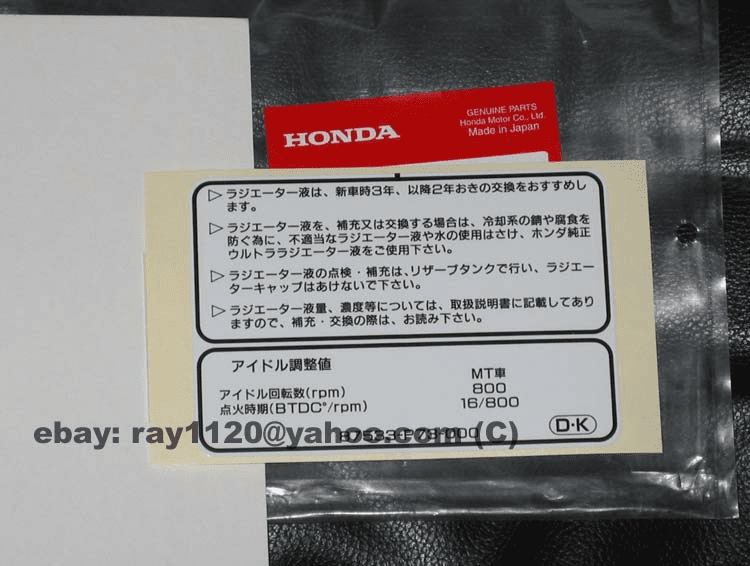 GENUINE PARTS
Honda Motor Co., Ltd.
Made in Japan
HONDA
▷ラジエーター液は、新車時3年、以降2年おきの交換をおすすめし
ます。
▷ラジエーター液を、補充又は交換する場合は、冷却系の錆や腐食を
防ぐ為に、不適当なラジエーター液や水の使用はさけ、ホンダ純正
ウルトララジエーター液をご使用下さい。
▷ラジエーター液の点検・補充は、リザーブタンクで行い、ラジエー
ターキャップはあけないで下さい。
▷ラジエーター液量、濃度等については、取扱説明書に記載してあり
ますので、補充・交換の際は、お読み下さい。
アイドル調整値
MT車
アイドル回転数(rpm) 800
点火時期(BTDC°/rpm) 16/800
D・K
ebay: ray1120@yahoo.com (C)